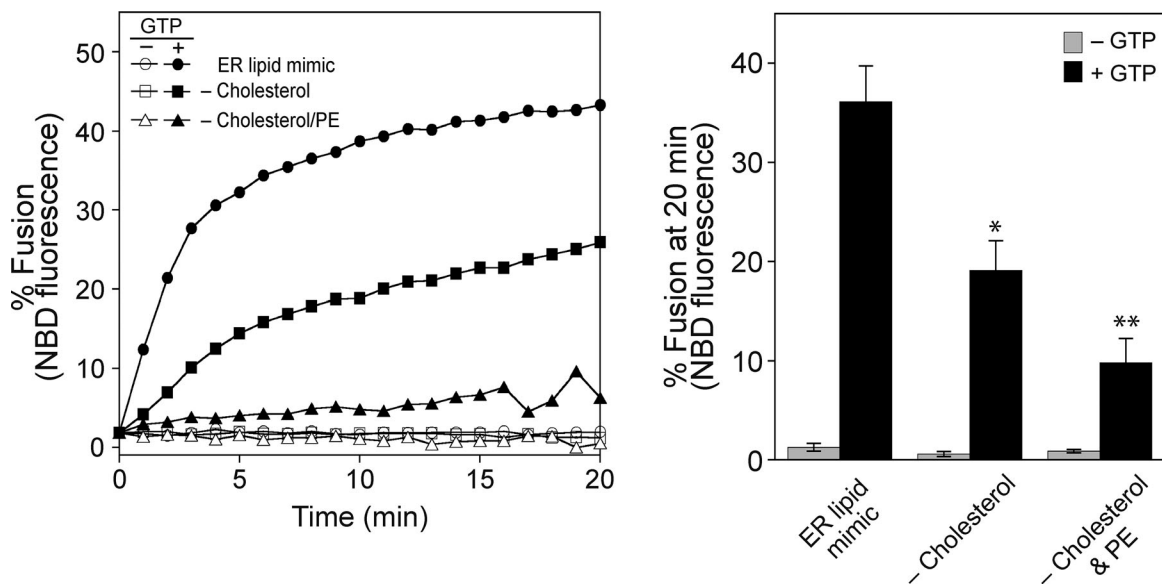 GTP
− +
ER lipid mimic
– Cholesterol
– Cholesterol/PE
% Fusion
(NBD fluorescence)
50
40
30
20
10
0
0 5 10 15 20
Time (min)
– GTP
+ GTP
% Fusion at 20 min
(NBD fluorescence)
40
30
20
10
0
*
**
ER lipid
mimic
– Cholesterol
– Cholesterol
& PE